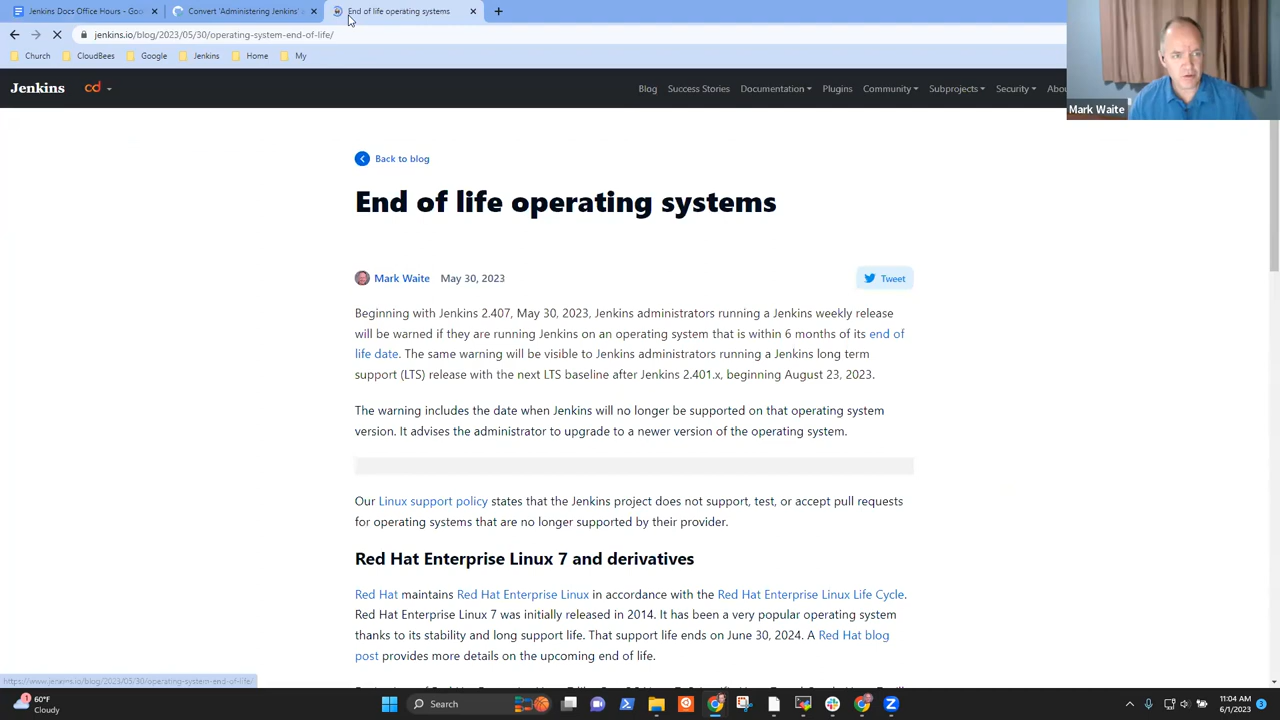 Jenkins Docs Office Hours - Goo
Convert 'Administering Jenkins'
End of life operating systems
jenkins.io/blog/2023/05/30/operating-system-end-of-life/
Church
CloudBees
Google
Jenkins
Home
My
Jenkins
cd
Blog
Success Stories
Documentation
Plugins
Community
Subprojects
Security
Abou
Mark Waite
Back to blog
End of life operating systems
Mark Waite May 30, 2023
Tweet
Beginning with Jenkins 2.407, May 30, 2023, Jenkins administrators running a Jenkins weekly release
will be warned if they are running Jenkins on an operating system that is within 6 months of its end of
life date. The same warning will be visible to Jenkins administrators running a Jenkins long term
support (LTS) release with the next LTS baseline after Jenkins 2.401.x, beginning August 23, 2023.
The warning includes the date when Jenkins will no longer be supported on that operating system
version. It advises the administrator to upgrade to a newer version of the operating system.
Our Linux support policy states that the Jenkins project does not support, test, or accept pull requests
for operating systems that are no longer supported by their provider.
Red Hat Enterprise Linux 7 and derivatives
Red Hat maintains Red Hat Enterprise Linux in accordance with the Red Hat Enterprise Linux Life Cycle.
Red Hat Enterprise Linux 7 was initially released in 2014. It has been a very popular operating system
thanks to its stability and long support life. That support life ends on June 30, 2024. A Red Hat blog
post provides more details on the upcoming end of life.
https://www.jenkins.io/blog/2023/05/30/operating-system-end-of-life/
1
60°F
Cloudy
Search
11:04 AM
6/1/2023
3